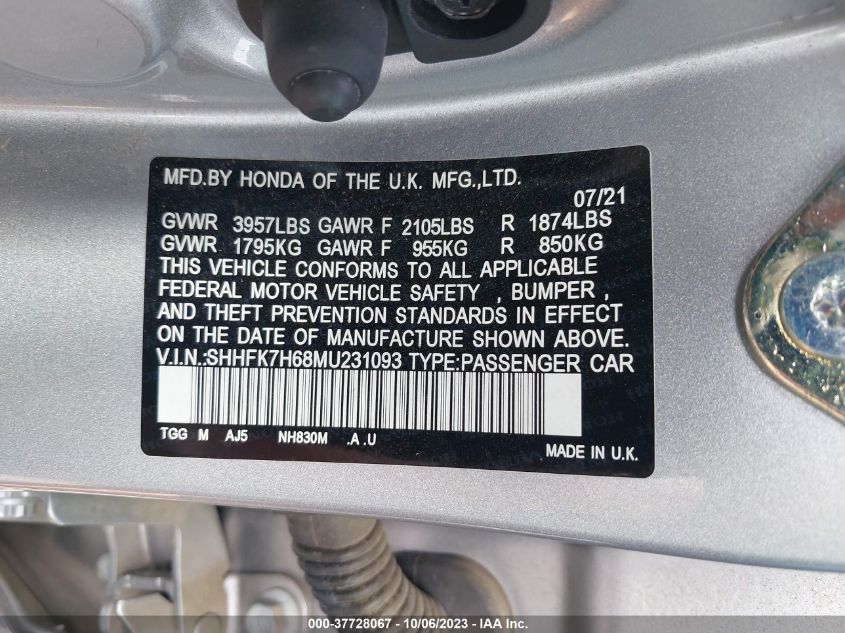 MFD.BY HONDA OF THE U.K. MFG.,LTD.
07/21
GVWR 3957LBS GAWR F 2105LBS R 1874LBS
GVWR 1795KG GAWR F 955KG R 850KG
THIS VEHICLE CONFORMS TO ALL APPLICABLE
FEDERAL MOTOR VEHICLE SAFETY , BUMPER ,
AND THEFT PREVENTION STANDARDS IN EFFECT
ON THE DATE OF MANUFACTURE SHOWN ABOVE.
V.I.N.:SHHFK7H68MU231093 TYPE:PASSENGER CAR
TGG M AJ5 NH830M .A .U
MADE IN U.K.
000-37728067 - 10/06/2023 - IAA Inc.